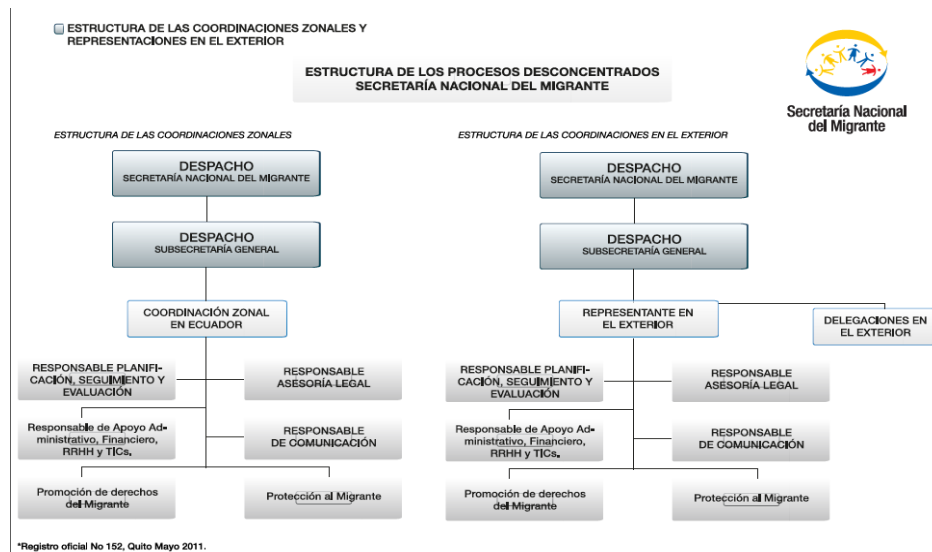 ESTRUCTURA DE LAS COORDINACIONES ZONALES Y
REPRESENTACIONES EN EL EXTERIOR
ESTRUCTURA DE LOS PROCESOS DESCONCENTRADOS
SECRETARÍA NACIONAL DEL MIGRANTE
Secretaría Nacional
del Migrante
ESTRUCTURA DE LAS COORDINACIONES ZONALES
DESPACHO
SECRETARÍA NACIONAL DEL MIGRANTE
DESPACHO
SUBSECRETARÍA GENERAL
COORDINACIÓN ZONAL
EN ECUADOR
RESPONSABLE PLANIFI-
CACIÓN, SEGUIMIENTO Y
EVALUACIÓN
RESPONSABLE
ASESORÍA LEGAL
Responsable de Apoyo Ad-
ministrativo, Financiero,
RRHH y TICs.
RESPONSABLE
DE COMUNICACIÓN
Promoción de derechos
del Migrante
Protección al Migrante
ESTRUCTURA DE LAS COORDINACIONES EN EL EXTERIOR
DESPACHO
SECRETARÍA NACIONAL DEL MIGRANTE
DESPACHO
SUBSECRETARÍA GENERAL
REPRESENTANTE EN
EL EXTERIOR
DELEGACIONES EN
EL EXTERIOR
RESPONSABLE PLANIFI-
CACIÓN, SEGUIMIENTO Y
EVALUACIÓN
RESPONSABLE
ASESORÍA LEGAL
Responsable de Apoyo Ad-
ministrativo, Financiero,
RRHH y TICs.
RESPONSABLE
DE COMUNICACIÓN
Promoción de derechos
del Migrante
Protección al Migrante
*Registro oficial No 152, Quito Mayo 2011.